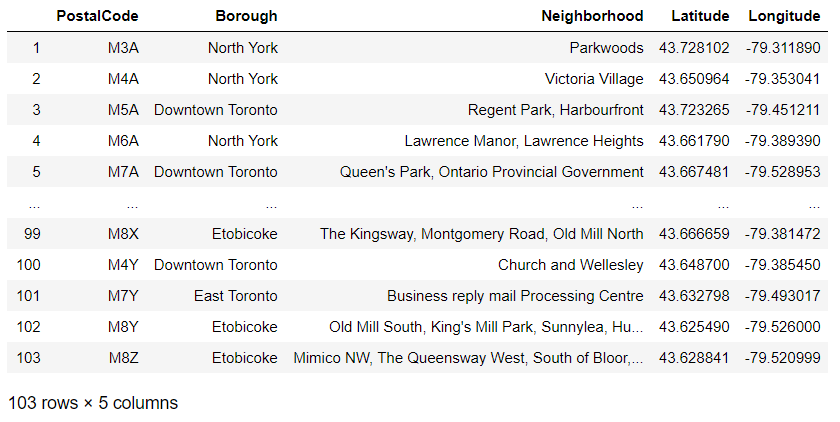 PostalCode Borough Neighborhood Latitude Longitude
1 M3A North York Parkwoods 43.728102 -79.311890
2 M4A North York Victoria Village 43.650964 -79.353041
3 M5A Downtown Toronto Regent Park, Harbourfront 43.723265 -79.451211
4 M6A North York Lawrence Manor, Lawrence Heights 43.661790 -79.389390
5 M7A Downtown Toronto Queen's Park, Ontario Provincial Government 43.667481 -79.528953
... ... ... ... ... ...
99 M8X Etobicoke The Kingsway, Montgomery Road, Old Mill North 43.666659 -79.381472
100 M4Y Downtown Toronto Church and Wellesley 43.648700 -79.385450
101 M7Y East Toronto Business reply mail Processing Centre 43.632798 -79.493017
102 M8Y Etobicoke Old Mill South, King's Mill Park, Sunnylea, Hu... 43.625490 -79.526000
103 M8Z Etobicoke Mimico NW, The Queensway West, South of Bloor,... 43.628841 -79.520999
103 rows × 5 columns